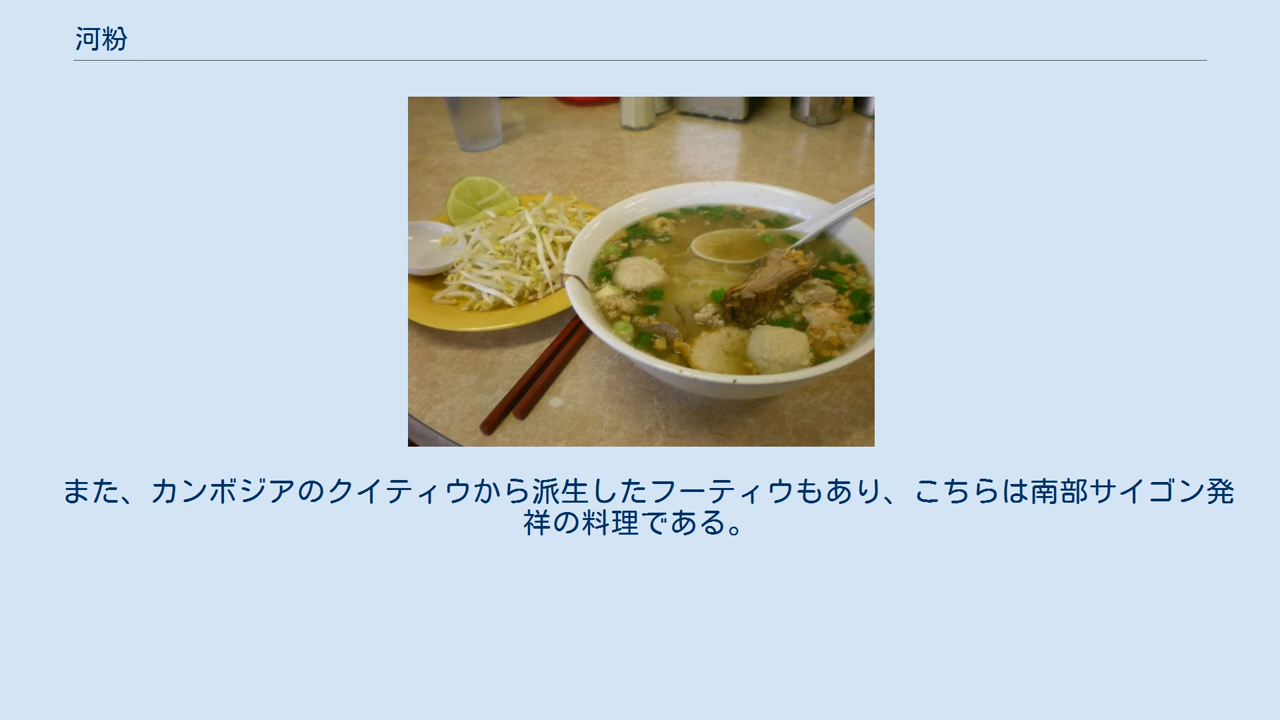 河粉
また、カンボジアのクイティウから派生したフーティウもあり、こちらは南部サイゴン発
祥の料理である。